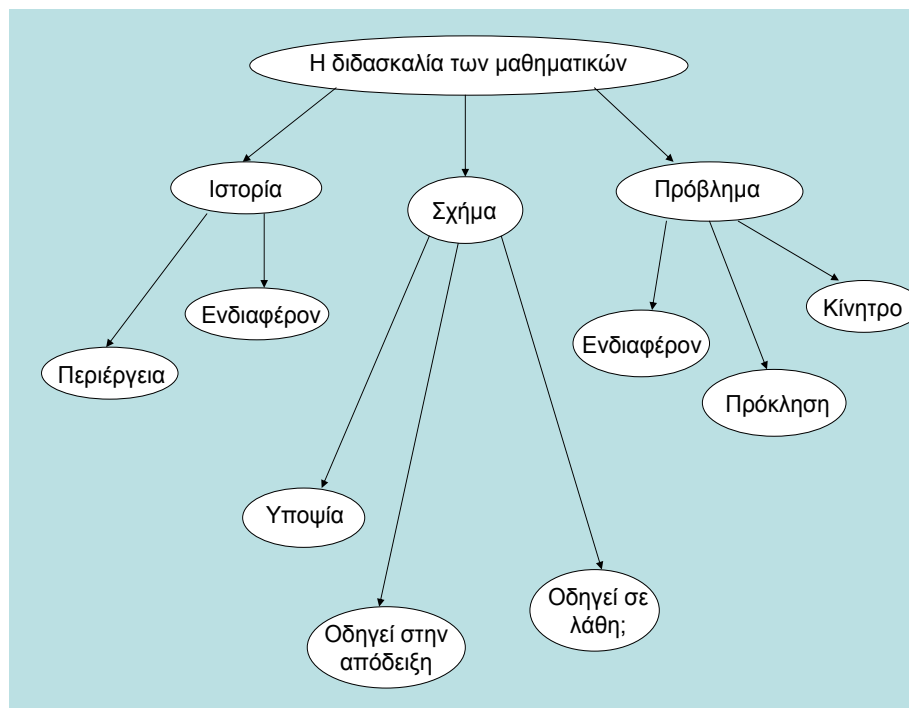 Η διδασκαλία των μαθηματικών
Ιστορία
Σχήμα
Πρόβλημα
Περιέργεια
Ενδιαφέρον
Υποψία
Οδηγεί στην
απόδειξη
Οδηγεί σε
λάθη;
Ενδιαφέρον
Πρόκληση
Κίνητρο